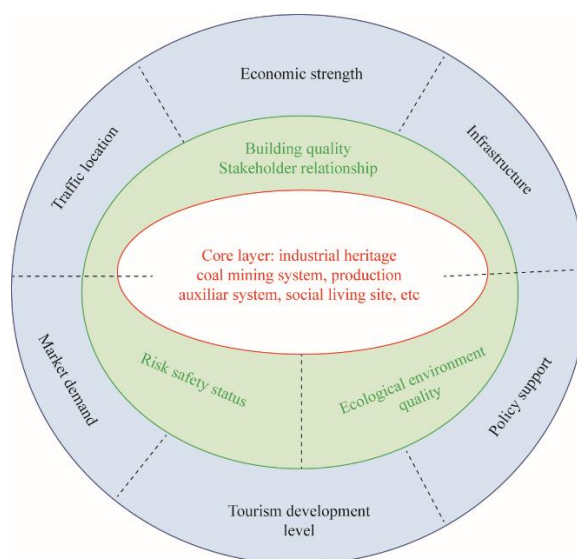 Economic strength
Traffic location
Infrastructure
Building quality
Stakeholder relationship
Core layer: industrial heritage
coal mining system, production
auxiliar system, social living site, etc
Market demand
Risk safety status
Ecological environment
quality
Policy support
Tourism development
level